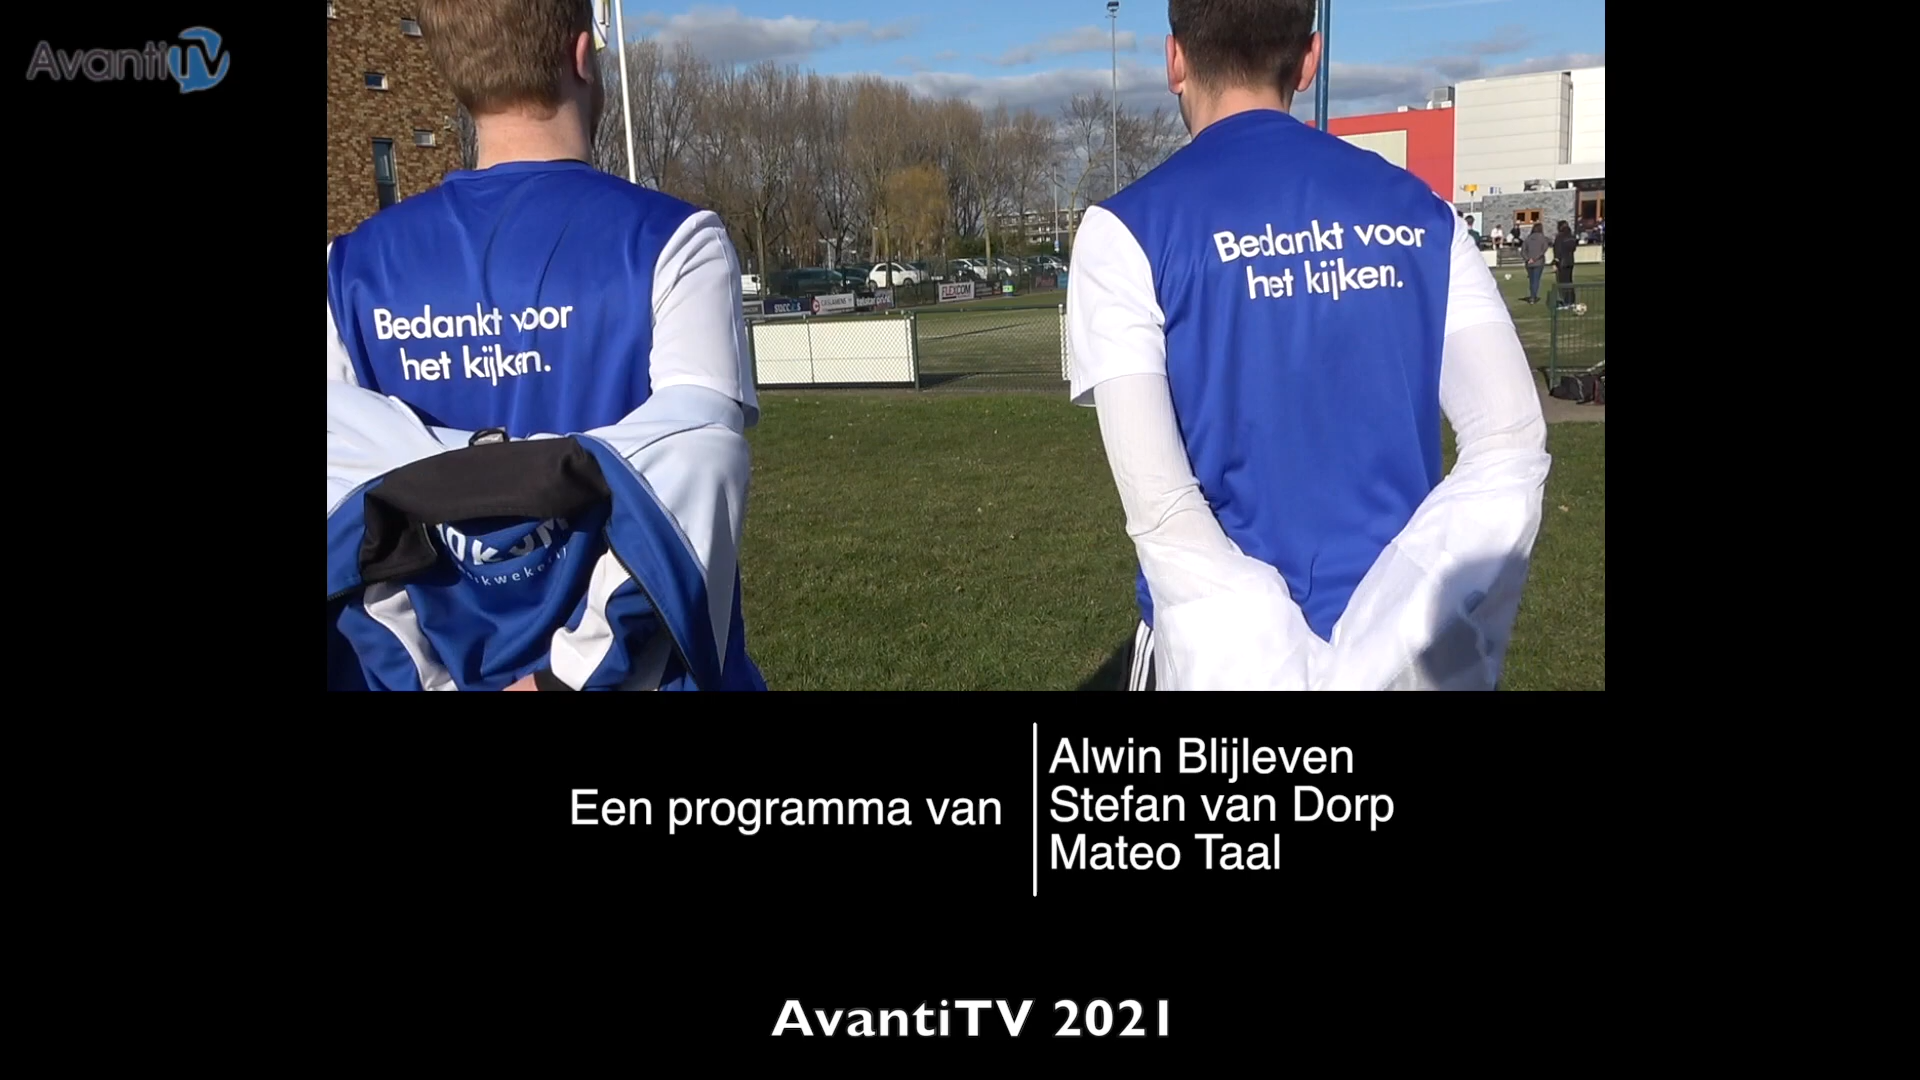 AvantiTV
Bedankt voor
het kijken.
Bedankt voor
het kijken.
FLEXCOM
Een programma van
Alwin Blijleven
Stefan van Dorp
Mateo Taal
AvantiTV 2021